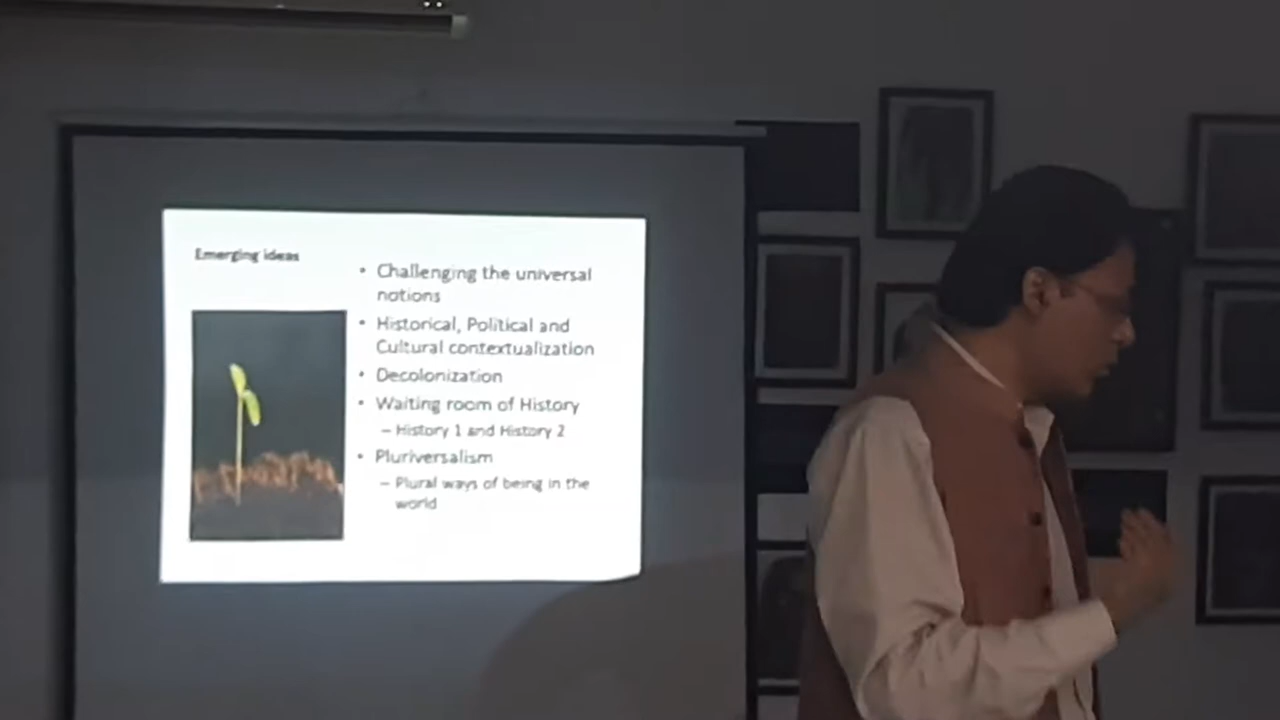 Emerging ideas
• Challenging the universal
notions
• Historical, Political and
Cultural contextualization
• Decolonization
• Waiting room of History
– History 1 and History 2
• Pluriversalism
– Plural ways of being in the
world